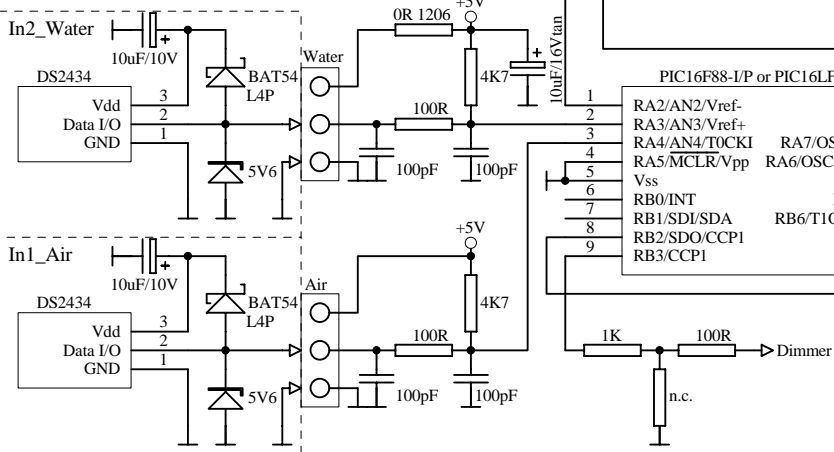 In2_Water
10uF/10V
DS2434
Vdd 3
Data I/O 2
GND 1
BAT54
L4P
5V6
Water
0R 1206
+5V
4K7
10uF/16Vtan
100R
100pF
100pF
PIC16F88-I/P or PIC16LF
1 RA2/AN2/Vref-
2 RA3/AN3/Vref+
3 RA4/AN4/T0CKI RA7/OS
4 RA5/MCLR/Vpp RA6/OSC
5 Vss
6 RB0/INT
7 RB1/SDI/SDA RB6/T1O
8 RB2/SDO/CCP1
9 RB3/CCP1
In1_Air
10uF/10V
DS2434
Vdd 3
Data I/O 2
GND 1
BAT54
L4P
5V6
Air
+5V
4K7
100R
100pF
100pF
1K
100R
Dimmer
n.c.